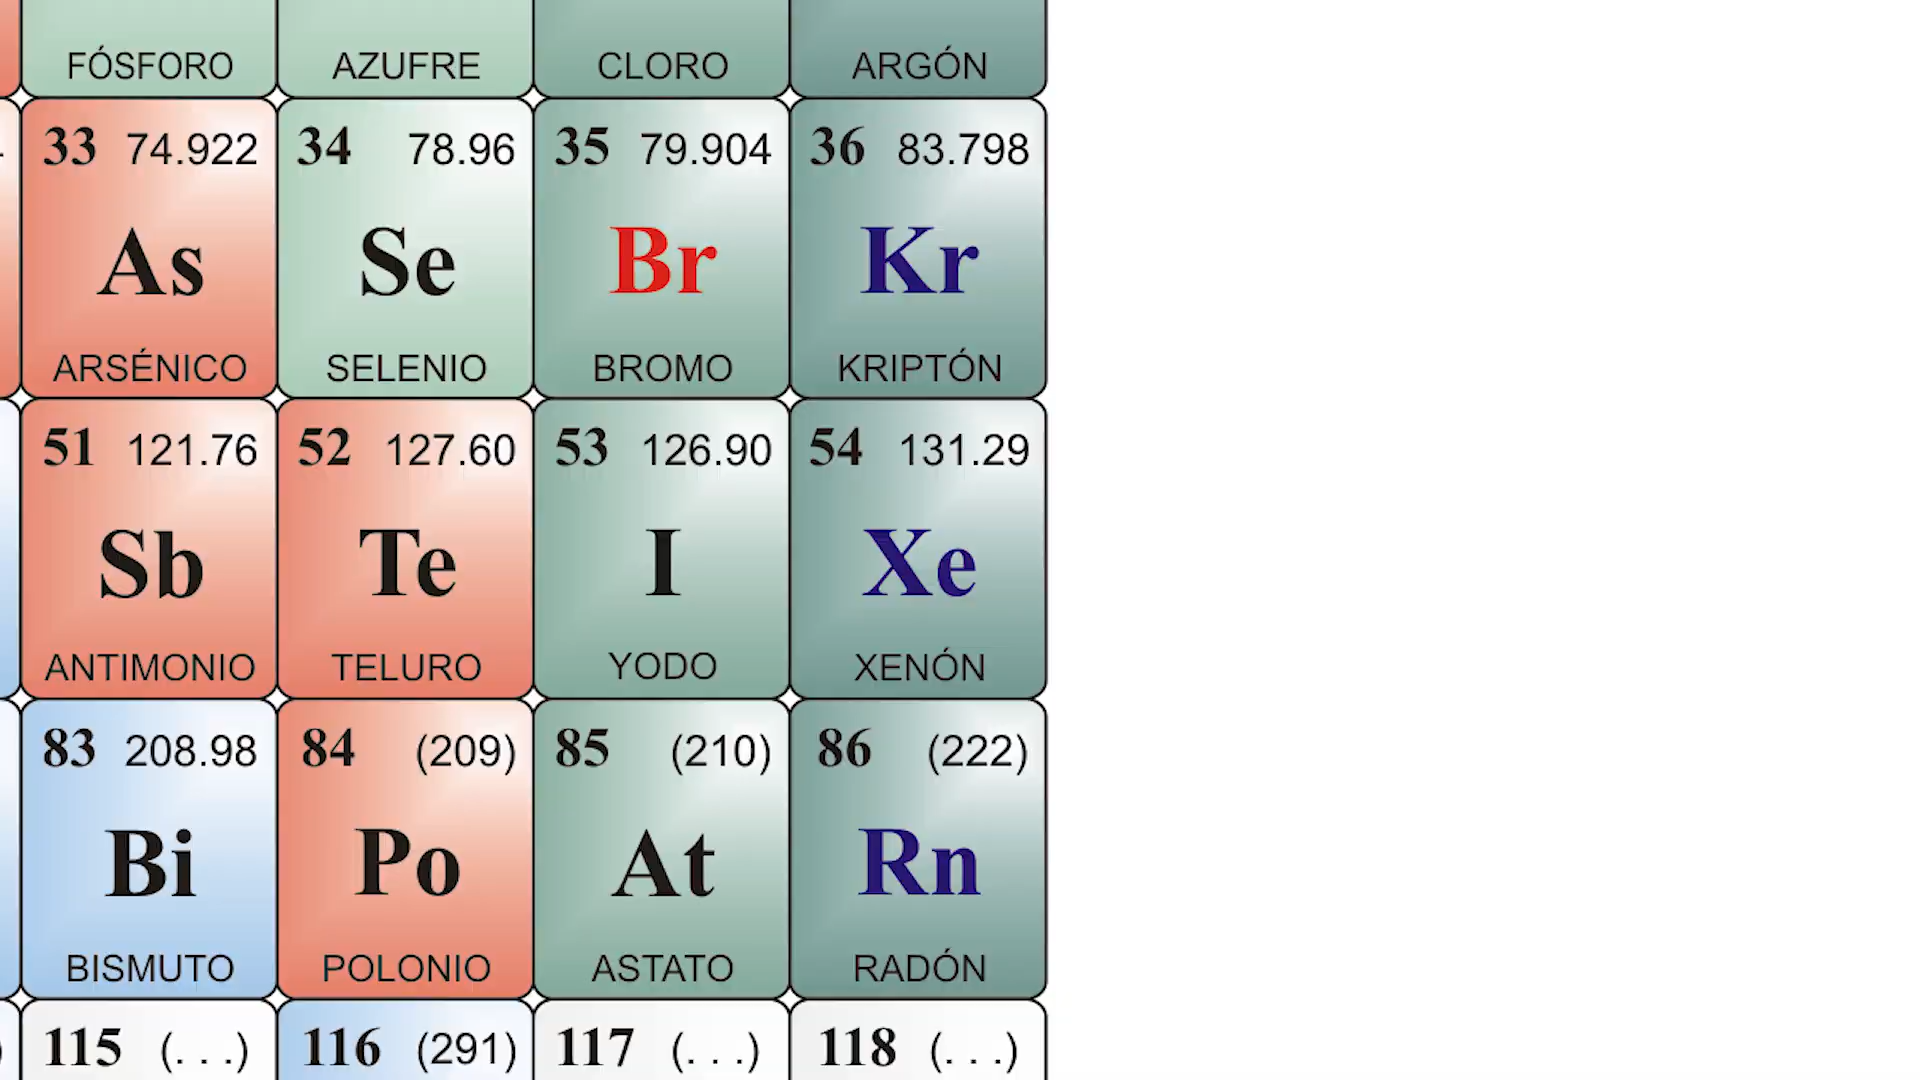 FÓSFORO AZUFRE CLORO ARGÓN
33 74.922 34 78.96 35 79.904 36 83.798
As Se Br Kr
ARSÉNICO SELENIO BROMO KRIPTÓN
51 121.76 52 127.60 53 126.90 54 131.29
Sb Te I Xe
ANTIMONIO TELURO YODO XENÓN
83 208.98 84 (209) 85 (210) 86 (222)
Bi Po At Rn
BISMUTO POLONIO ASTATO RADÓN
115 (. . .) 116 (291) 117 (. . .) 118 (. . .)